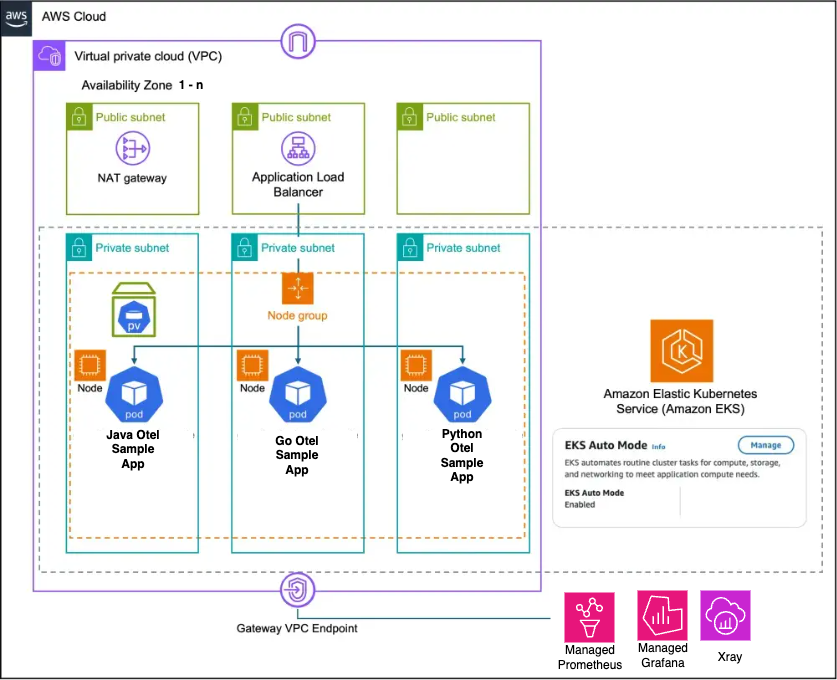 aws
AWS Cloud
Virtual private cloud (VPC)
Availability Zone 1 - n
Public subnet
NAT gateway
Public subnet
Application Load
Balancer
Public subnet
Private subnet
Private subnet
Private subnet
pv
Node group
Node
pod
Java Otel
Sample
App
Node
pod
Go Otel
Sample
App
Node
pod
Python
Otel
Sample
App
K
Amazon Elastic Kubernetes
Service (Amazon EKS)
EKS Auto Mode Info
Manage
EKS automates routine cluster tasks for compute, storage,
and networking to meet application compute needs.
EKS Auto Mode
Enabled
Gateway VPC Endpoint
Managed
Prometheus
Managed
Grafana
Xray